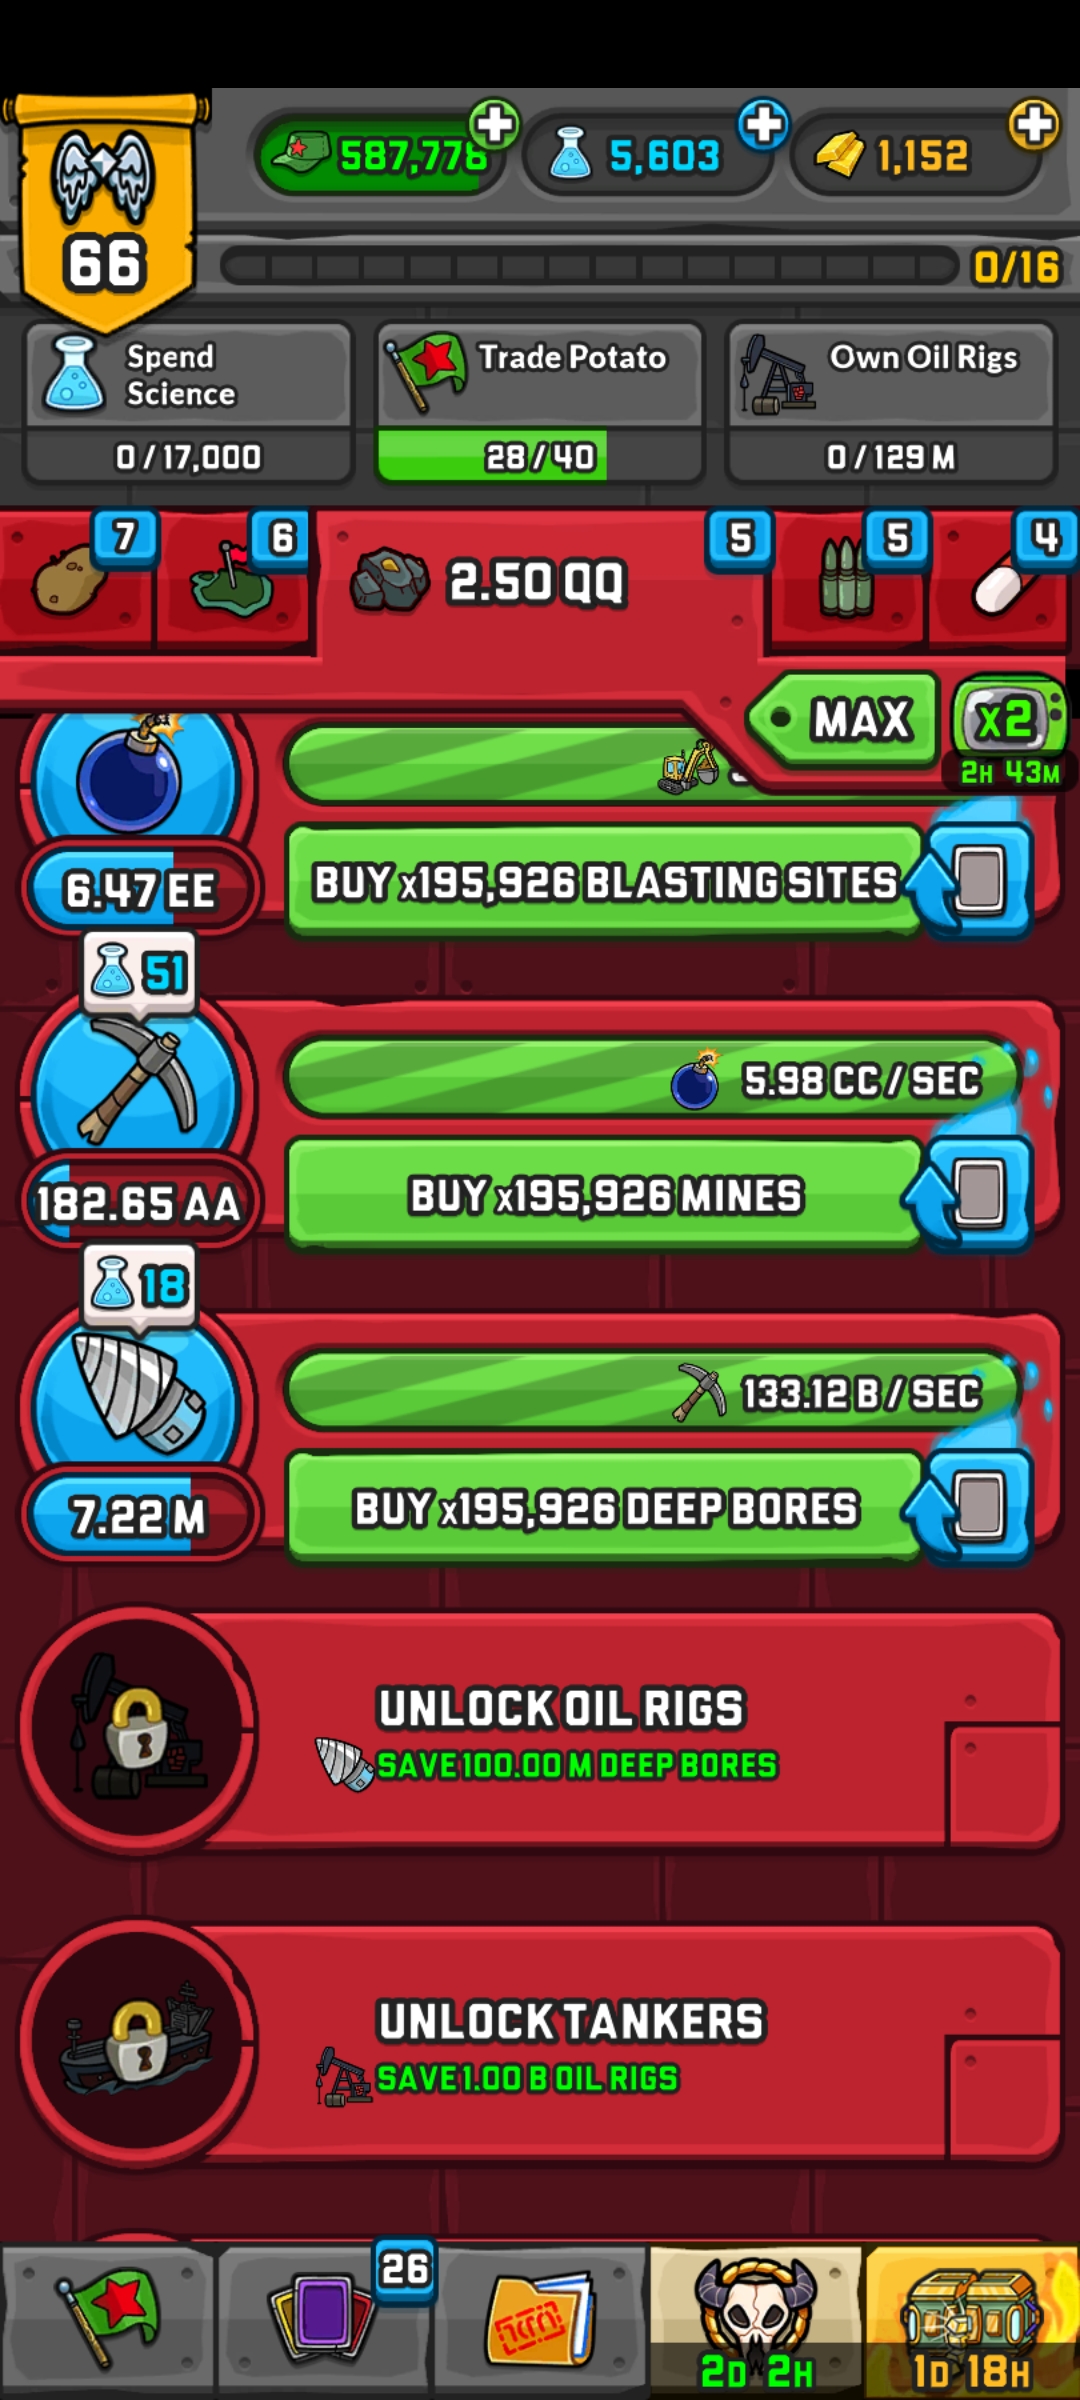 587,778
5,603
1,152
66
0/16
Spend
Science
0 / 17,000
Trade Potato
28 / 40
Own Oil Rigs
0 / 129 M
7
6
2.50 QQ
5
5
4
MAX
X2
2H 43M
6.47 EE
BUY x195,926 BLASTING SITES
51
5.98 CC / SEC
182.65 AA
BUY x195,926 MINES
18
133.12 B / SEC
7.22 M
BUY x195,926 DEEP BORES
UNLOCK OIL RIGS
SAVE 100.00 M DEEP BORES
UNLOCK TANKERS
SAVE 1.00 B OIL RIGS
26
2D 2H
1D 18H